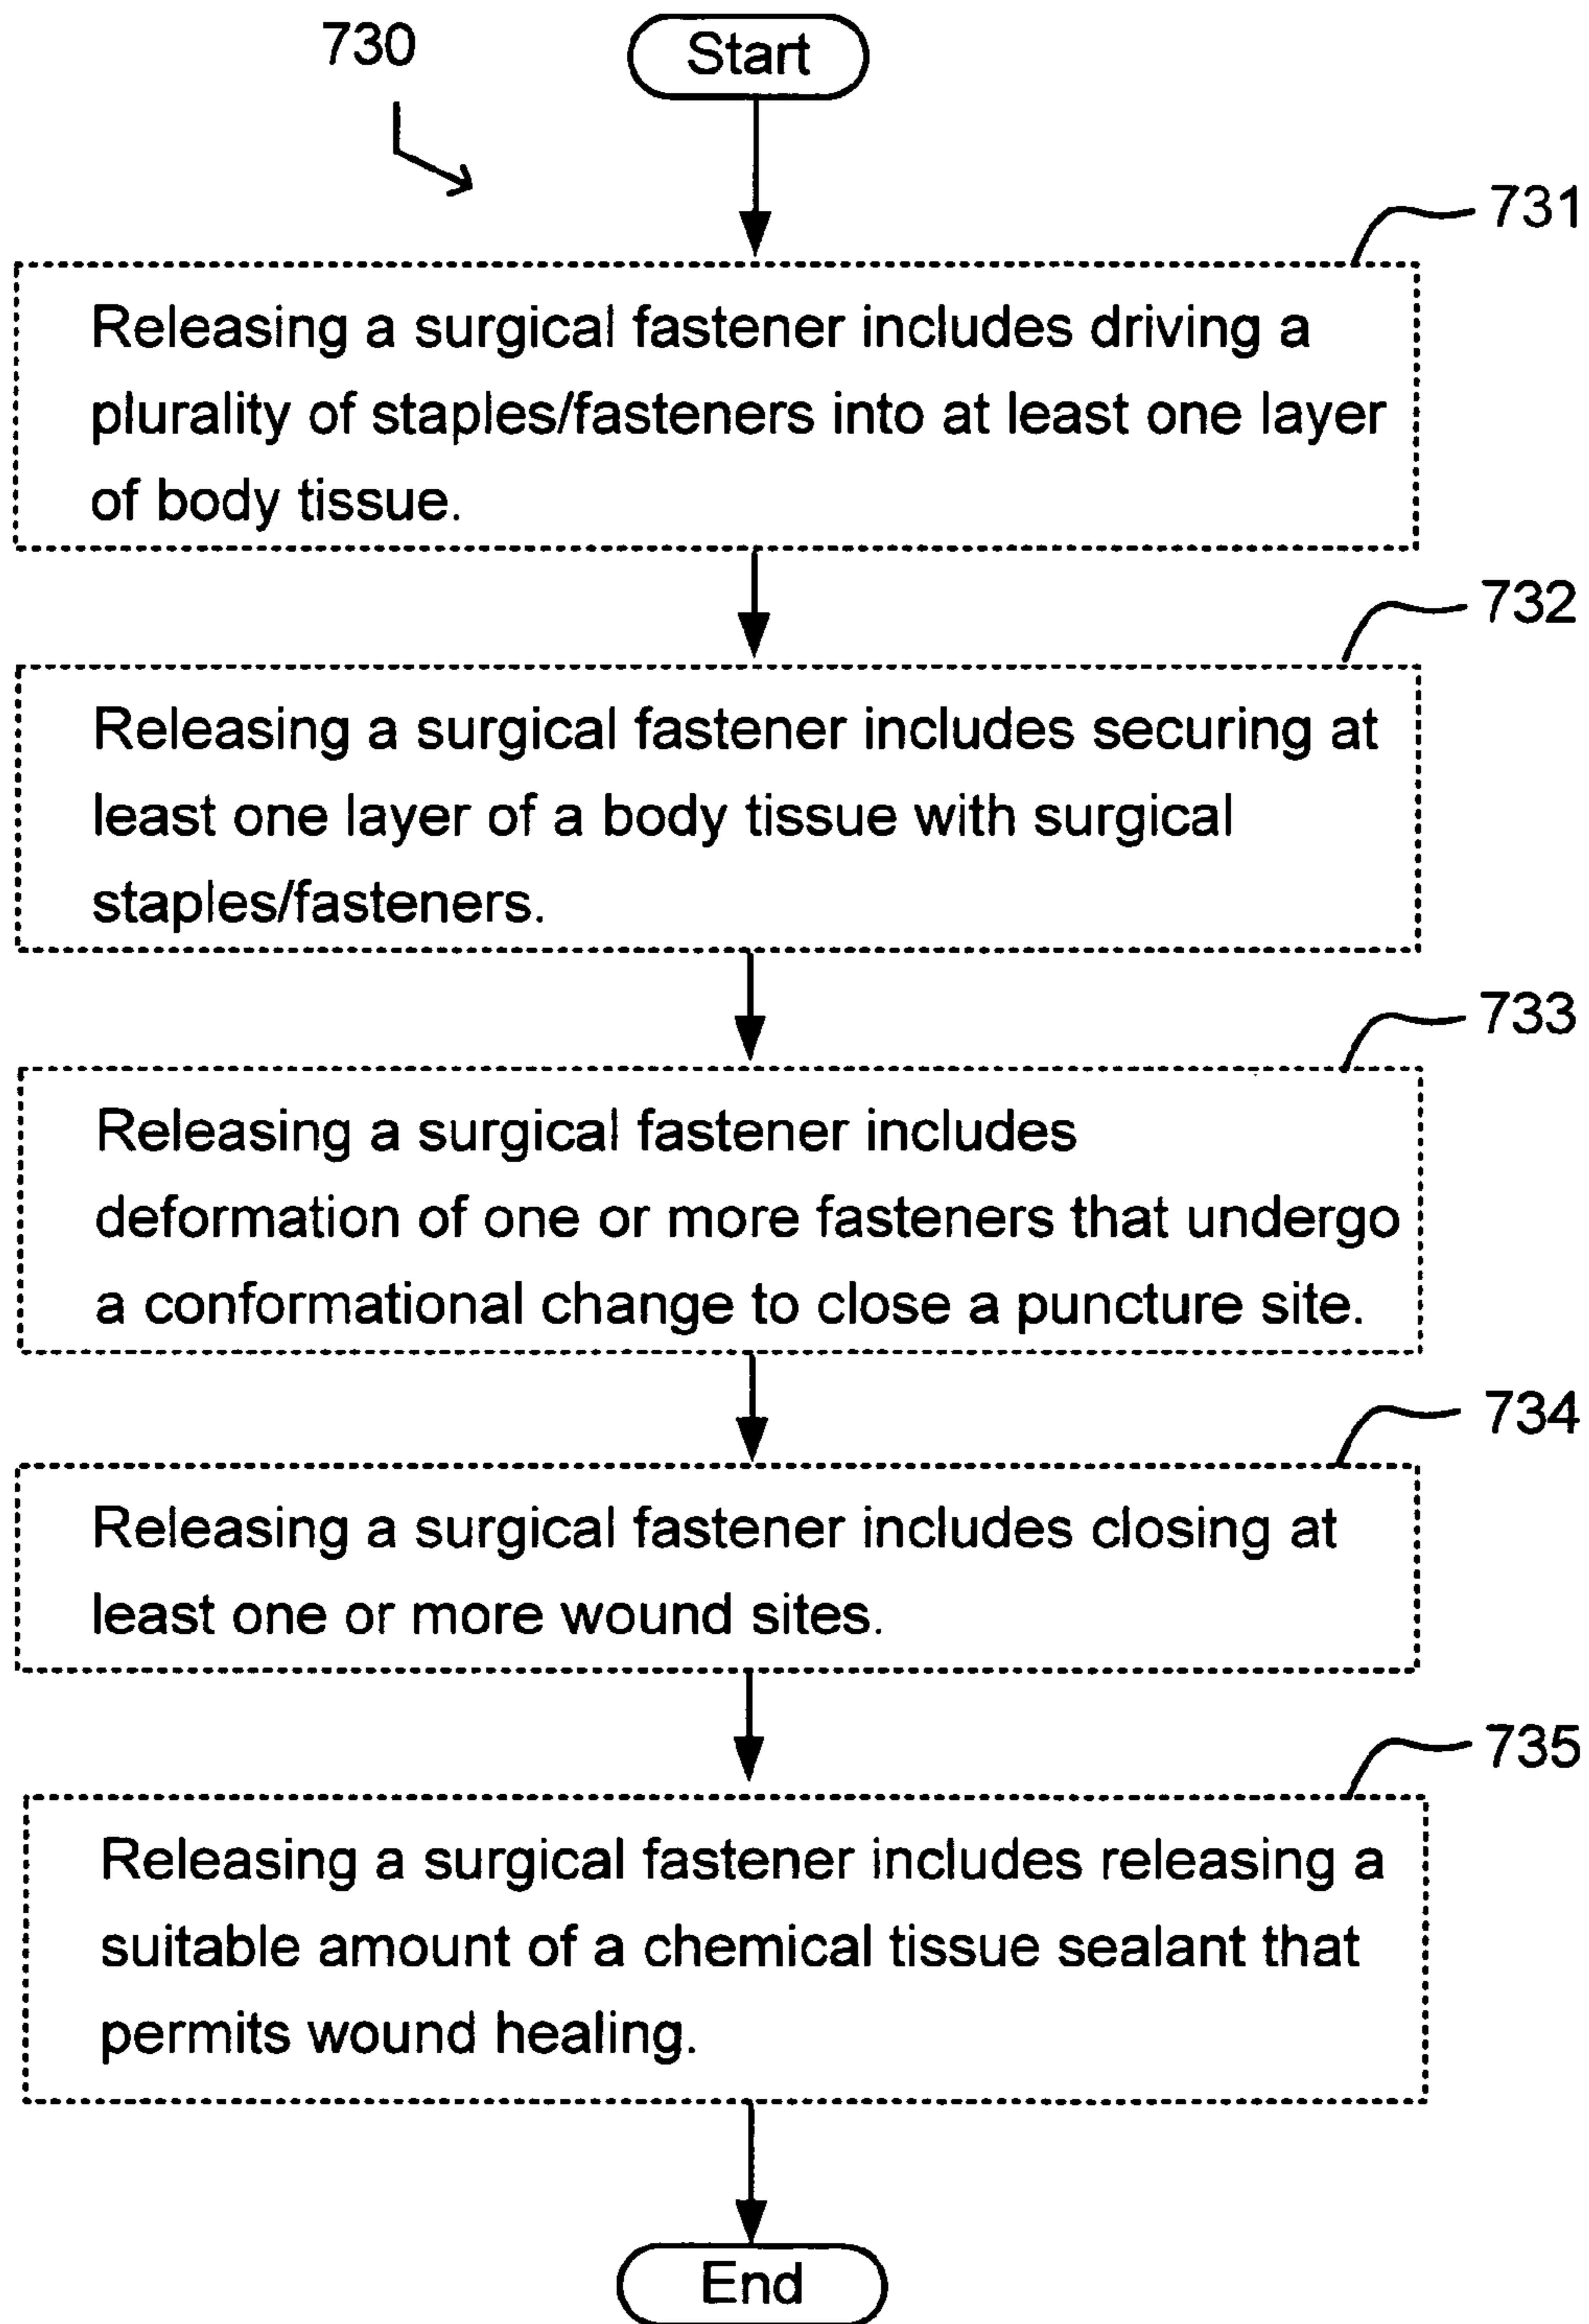 730
Start
731
Releasing a surgical fastener includes driving a
plurality of staples/fasteners into at least one layer
of body tissue.
732
Releasing a surgical fastener includes securing at
least one layer of a body tissue with surgical
staples/fasteners.
733
Releasing a surgical fastener includes
deformation of one or more fasteners that undergo
a conformational change to close a puncture site.
734
Releasing a surgical fastener includes closing at
least one or more wound sites.
735
Releasing a surgical fastener includes releasing a
suitable amount of a chemical tissue sealant that
permits wound healing.
End